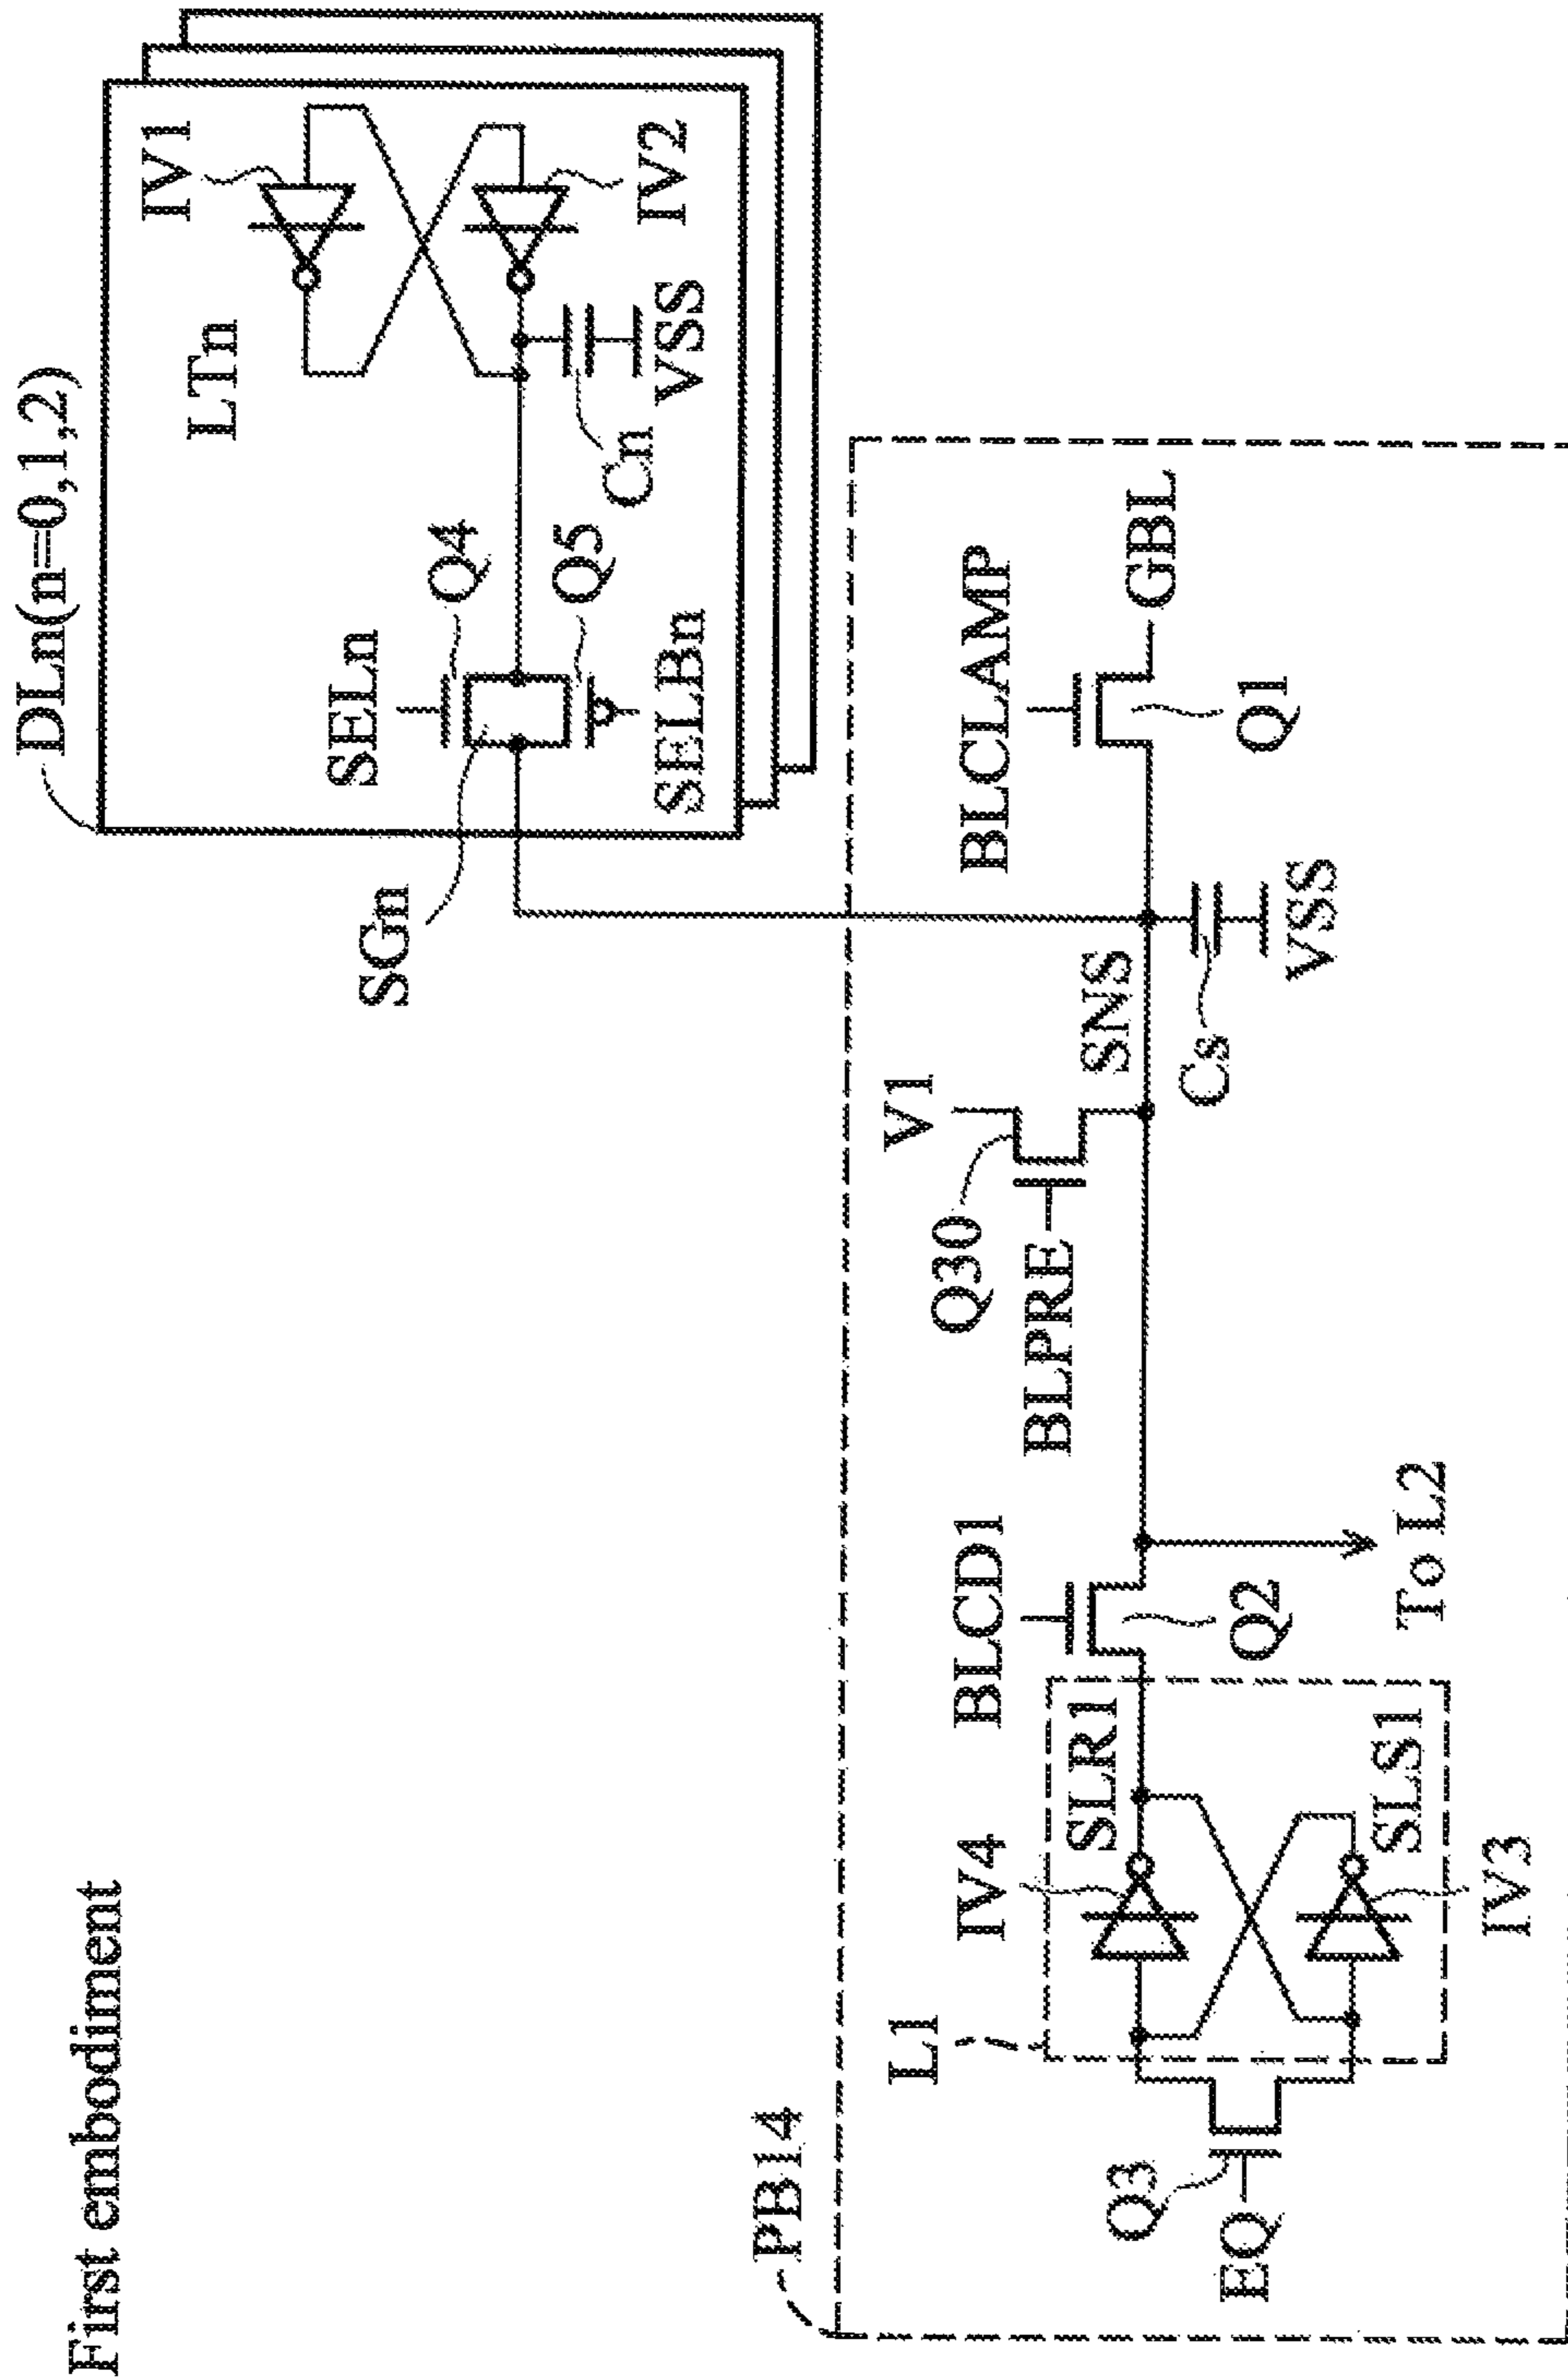 First embodiment
DLn(n=0,1,2)
LTn
IV1
IV2
SELn
Q4
Q5
SELBn
Cn
VSS
SGn
PB14
L1
IV4
SLR1
SLS1
IV3
Q3
EQ
BLCD1
Q2
To L2
V1
Q30
BLPRE
SNS
Cs
VSS
BLCLAMP
GBL
Q1